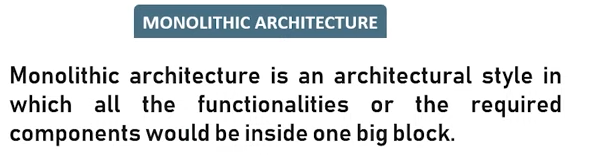 MONOLITHIC ARCHITECTURE
Monolithic architecture is an architectural style in
which all the functionalities or the required
components would be inside one big block.